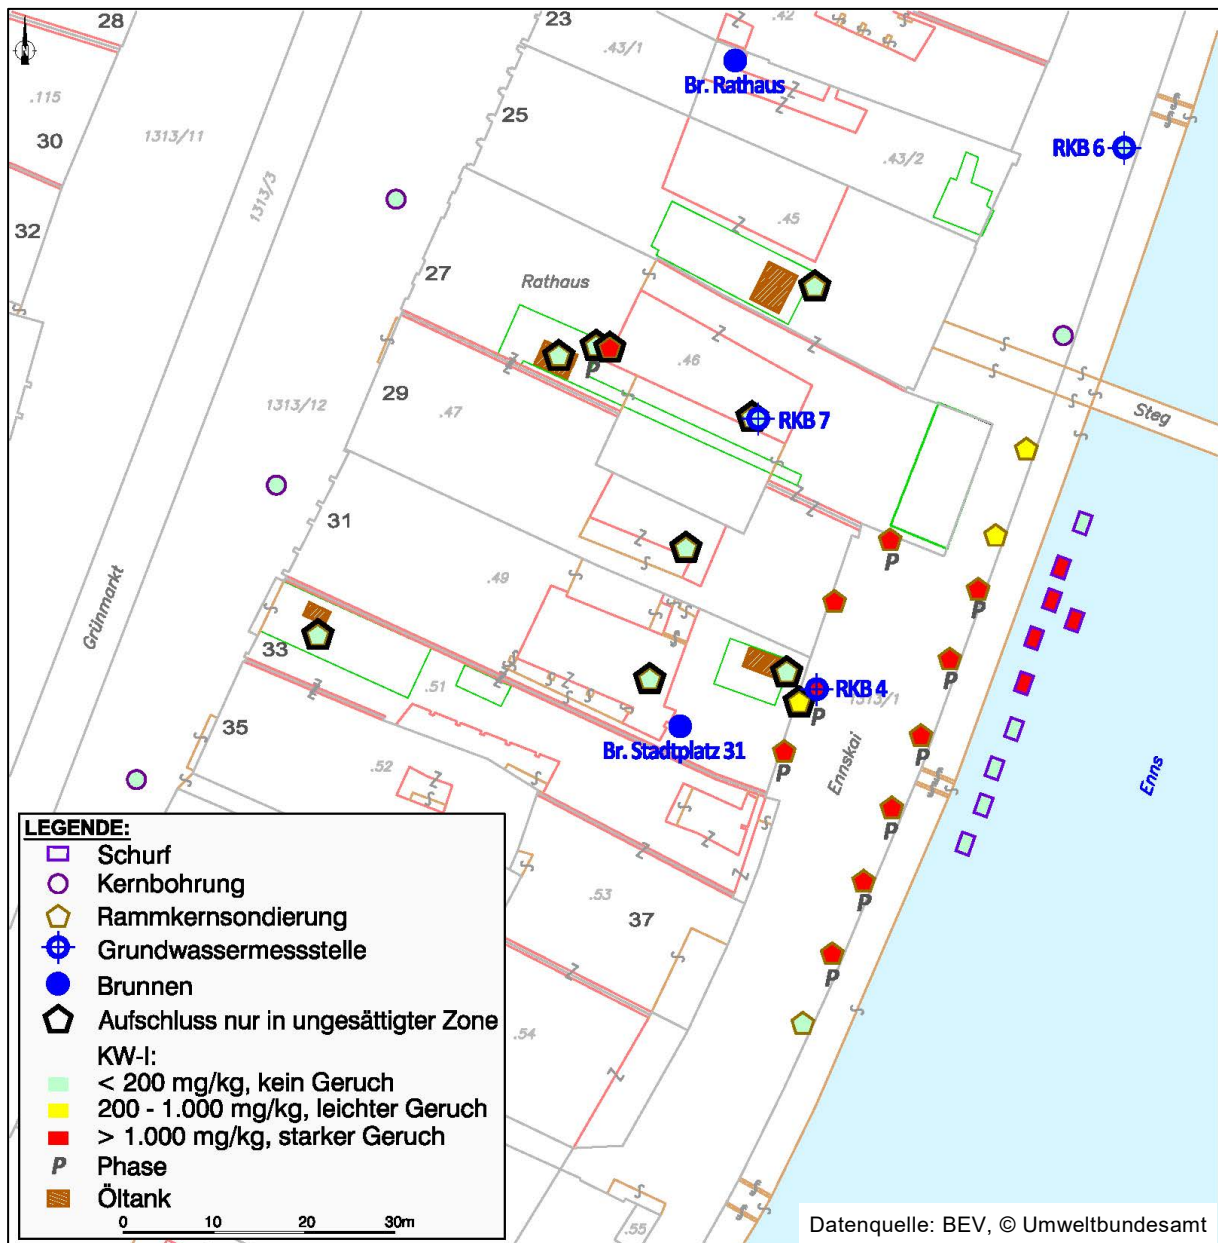 N
28
23
.42
.43/1
Br. Rathaus
.115
25
30
1313/11
RKB 6
.43/2
1313/3
.45
32
27
Rathaus
.46
P
Steg
29
1313/12
.47
RKB 7
31
P
.49
P
Grünmarkt
33
P
.51
RKB 4
P
1313/1
35
Br. Stadtplatz 31
P
P
.52
Ennskai
Enns
P
P
.53
37
P
.54
.55
LEGENDE:
Schurf
Kernbohrung
Rammkernsondierung
Grundwassermessstelle
Brunnen
Aufschluss nur in ungesättigter Zone
KW-I:
< 200 mg/kg, kein Geruch
200 - 1.000 mg/kg, leichter Geruch
> 1.000 mg/kg, starker Geruch
P Phase
Öltank
0 10 20 30m
Datenquelle: BEV, © Umweltbundesamt